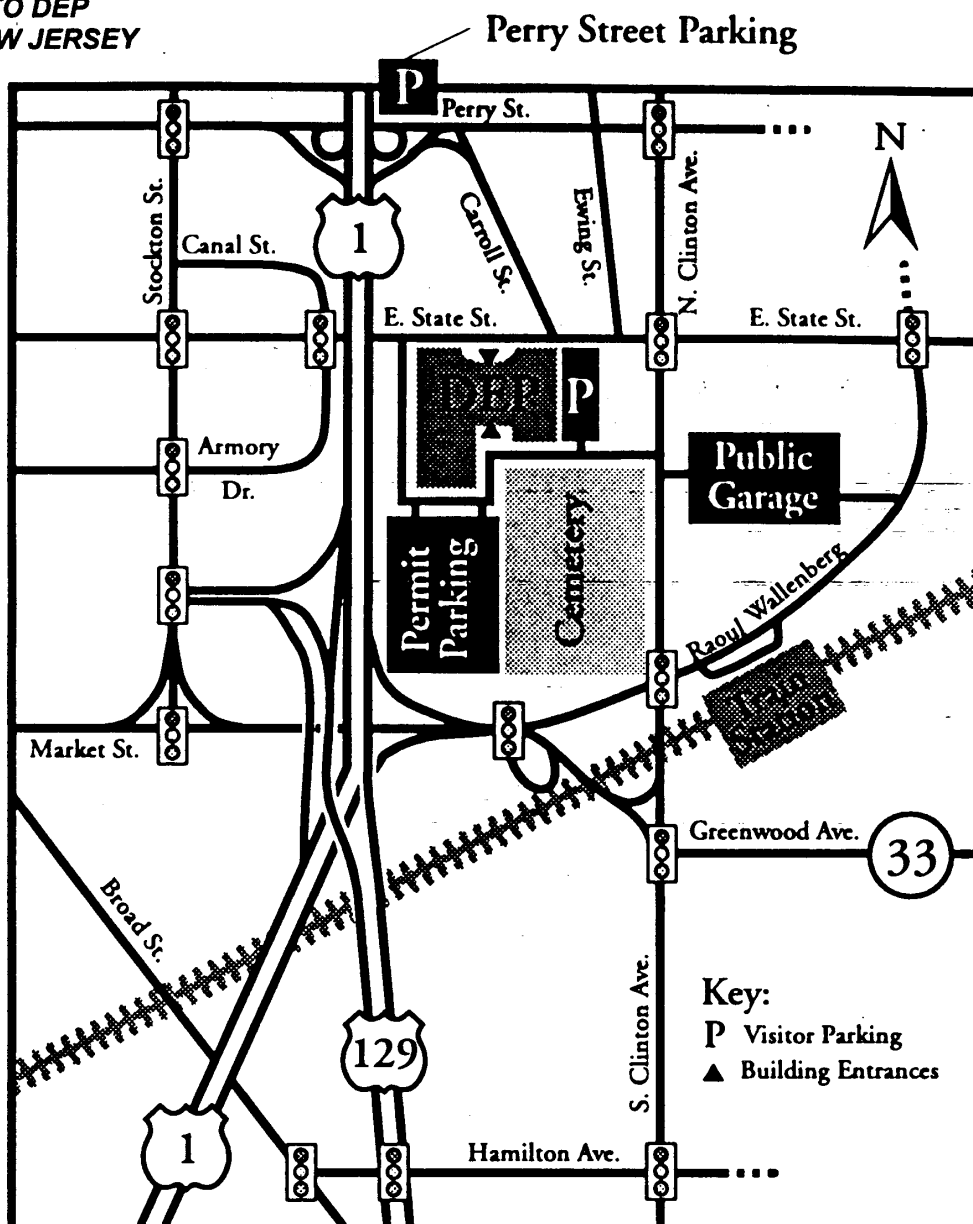 TO DEP
W JERSEY
Perry Street Parking
P
Perry St.
N
Stockton St.
Canal St.
1
Carroll St.
Ewing St.
N. Clinton Ave.
E. State St.
E. State St.
DEP
P
Armory
Dr.
Public
Garage
Permit
Parking
Cemetery
Raoul Wallenberg
Train
Station
Market St.
Greenwood Ave.
33
Broad St.
129
S. Clinton Ave.
Key:
P Visitor Parking
▲ Building Entrances
1
Hamilton Ave.